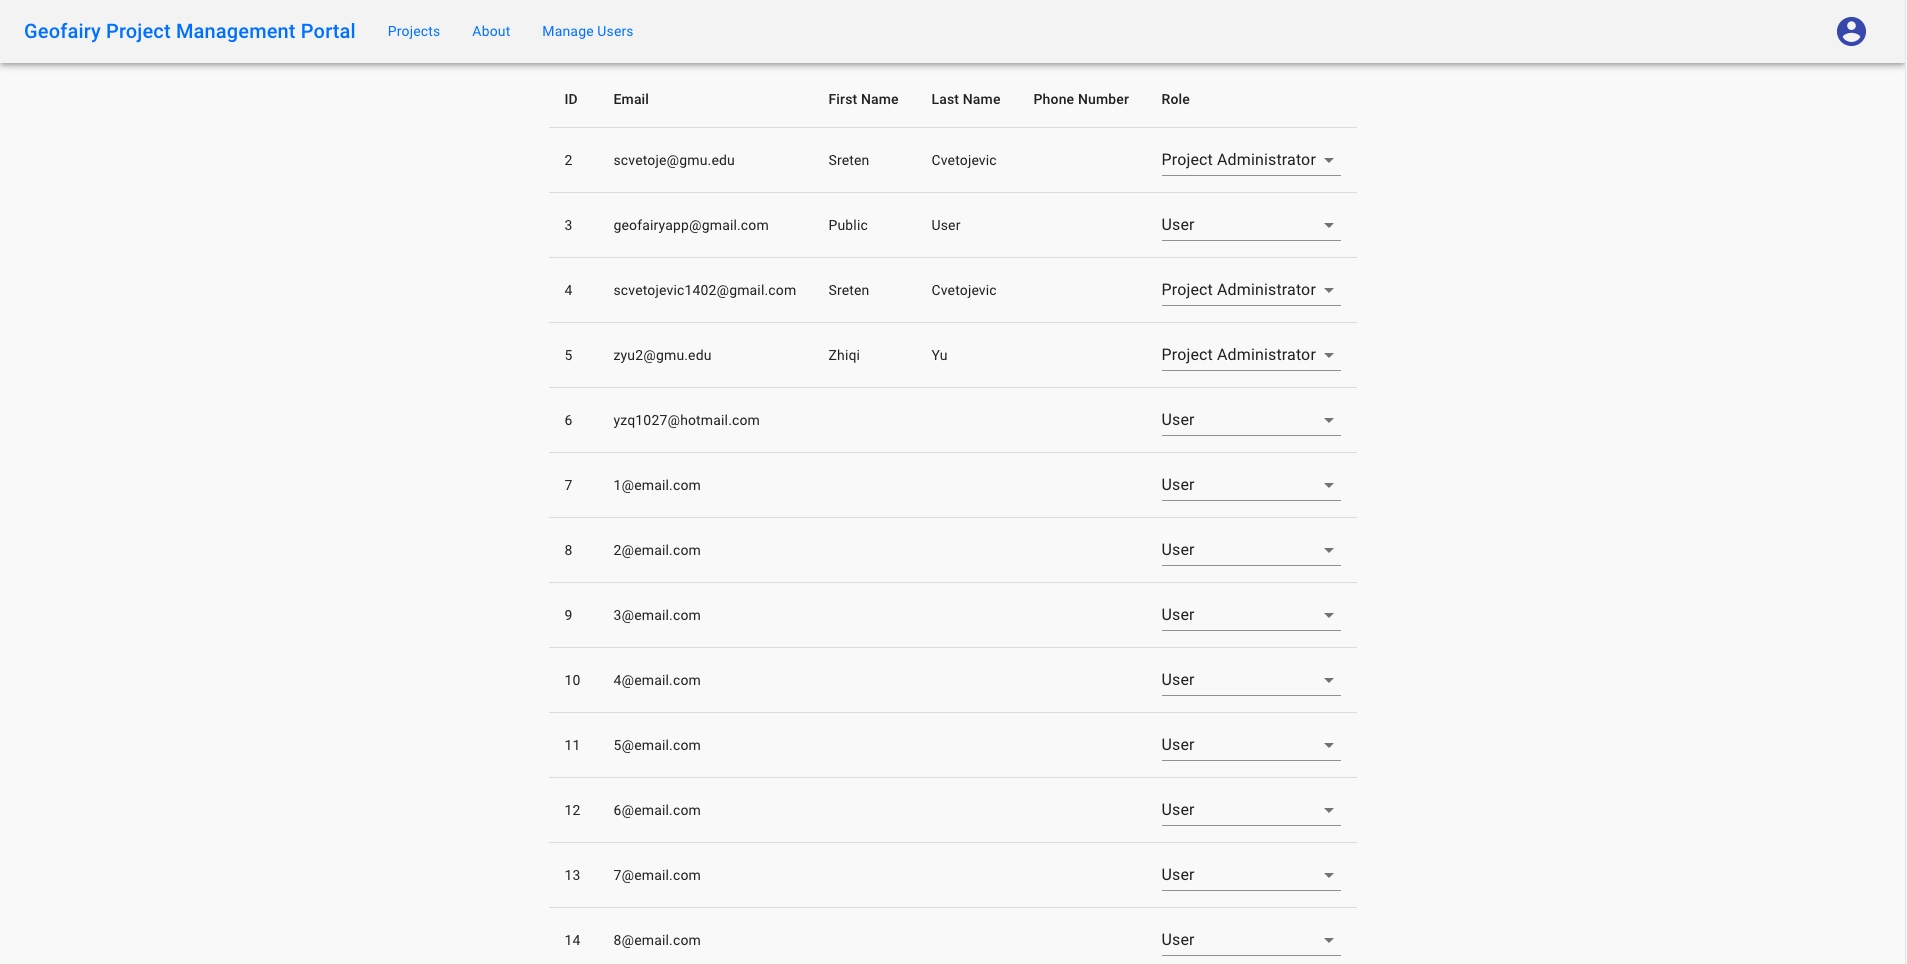 Geofairy Project Management Portal Projects About Manage Users
ID Email First Name Last Name Phone Number Role
2 scvetoje@gmu.edu Sreten Cvetojevic Project Administrator
3 geofairyapp@gmail.com Public User User
4 scvetojevic1402@gmail.com Sreten Cvetojevic Project Administrator
5 zyu2@gmu.edu Zhiqi Yu Project Administrator
6 yzq1027@hotmail.com User
7 1@email.com User
8 2@email.com User
9 3@email.com User
10 4@email.com User
11 5@email.com User
12 6@email.com User
13 7@email.com User
14 8@email.com User